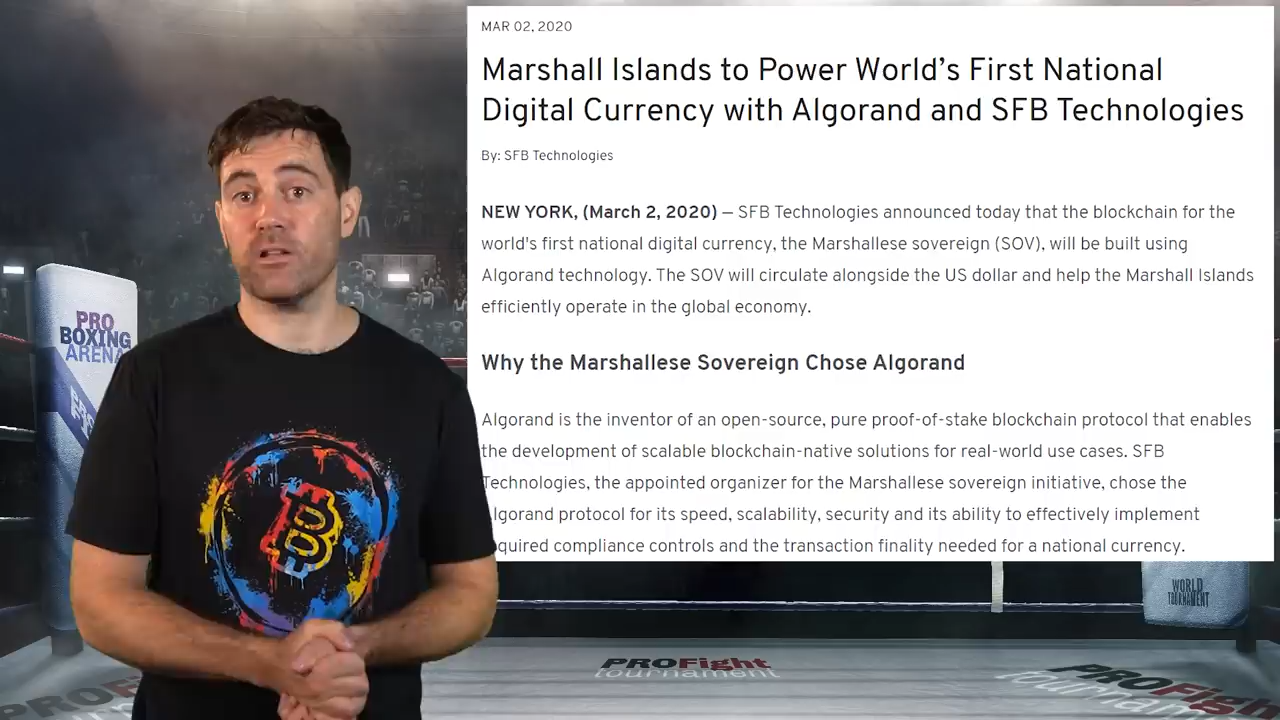 MAR 02, 2020
Marshall Islands to Power World's First National
Digital Currency with Algorand and SFB Technologies
By: SFB Technologies
NEW YORK, (March 2, 2020) — SFB Technologies announced today that the blockchain for the
world's first national digital currency, the Marshallese sovereign (SOV), will be built using
Algorand technology. The SOV will circulate alongside the US dollar and help the Marshall Islands
efficiently operate in the global economy.
Why the Marshallese Sovereign Chose Algorand
Algorand is the inventor of an open-source, pure proof-of-stake blockchain protocol that enables
the development of scalable blockchain-native solutions for real-world use cases. SFB
Technologies, the appointed organizer for the Marshallese sovereign initiative, chose the
lgorand protocol for its speed, scalability, security and its ability to effectively implement
quired compliance controls and the transaction finality needed for a national currency.
PRO
BOXING
ARENA
B
WORLD
TOURNAMENT
PROFight
tournament